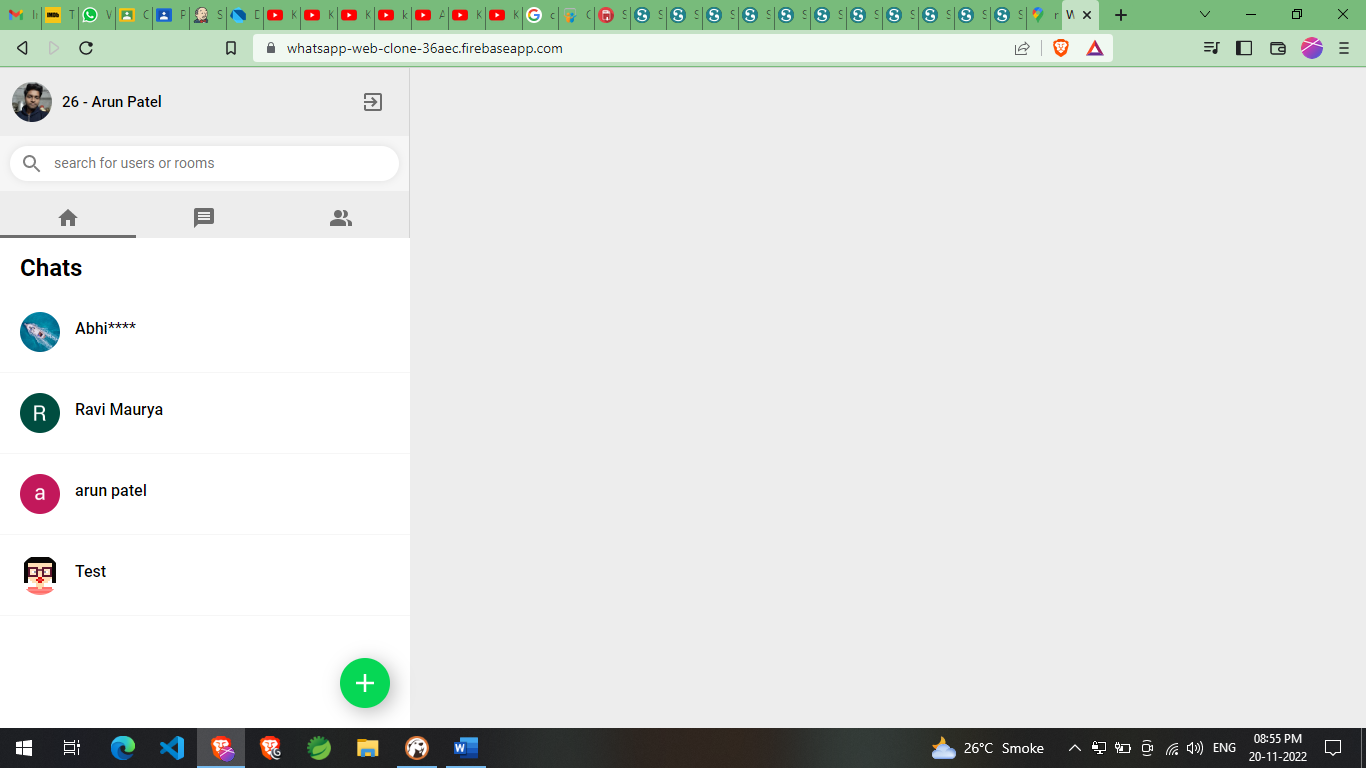 whatsapp-web-clone-36aec.firebaseapp.com
26 - Arun Patel
search for users or rooms
Chats
Abhi****
R Ravi Maurya
a arun patel
Test
26°C Smoke
ENG
08:55 PM
20-11-2022